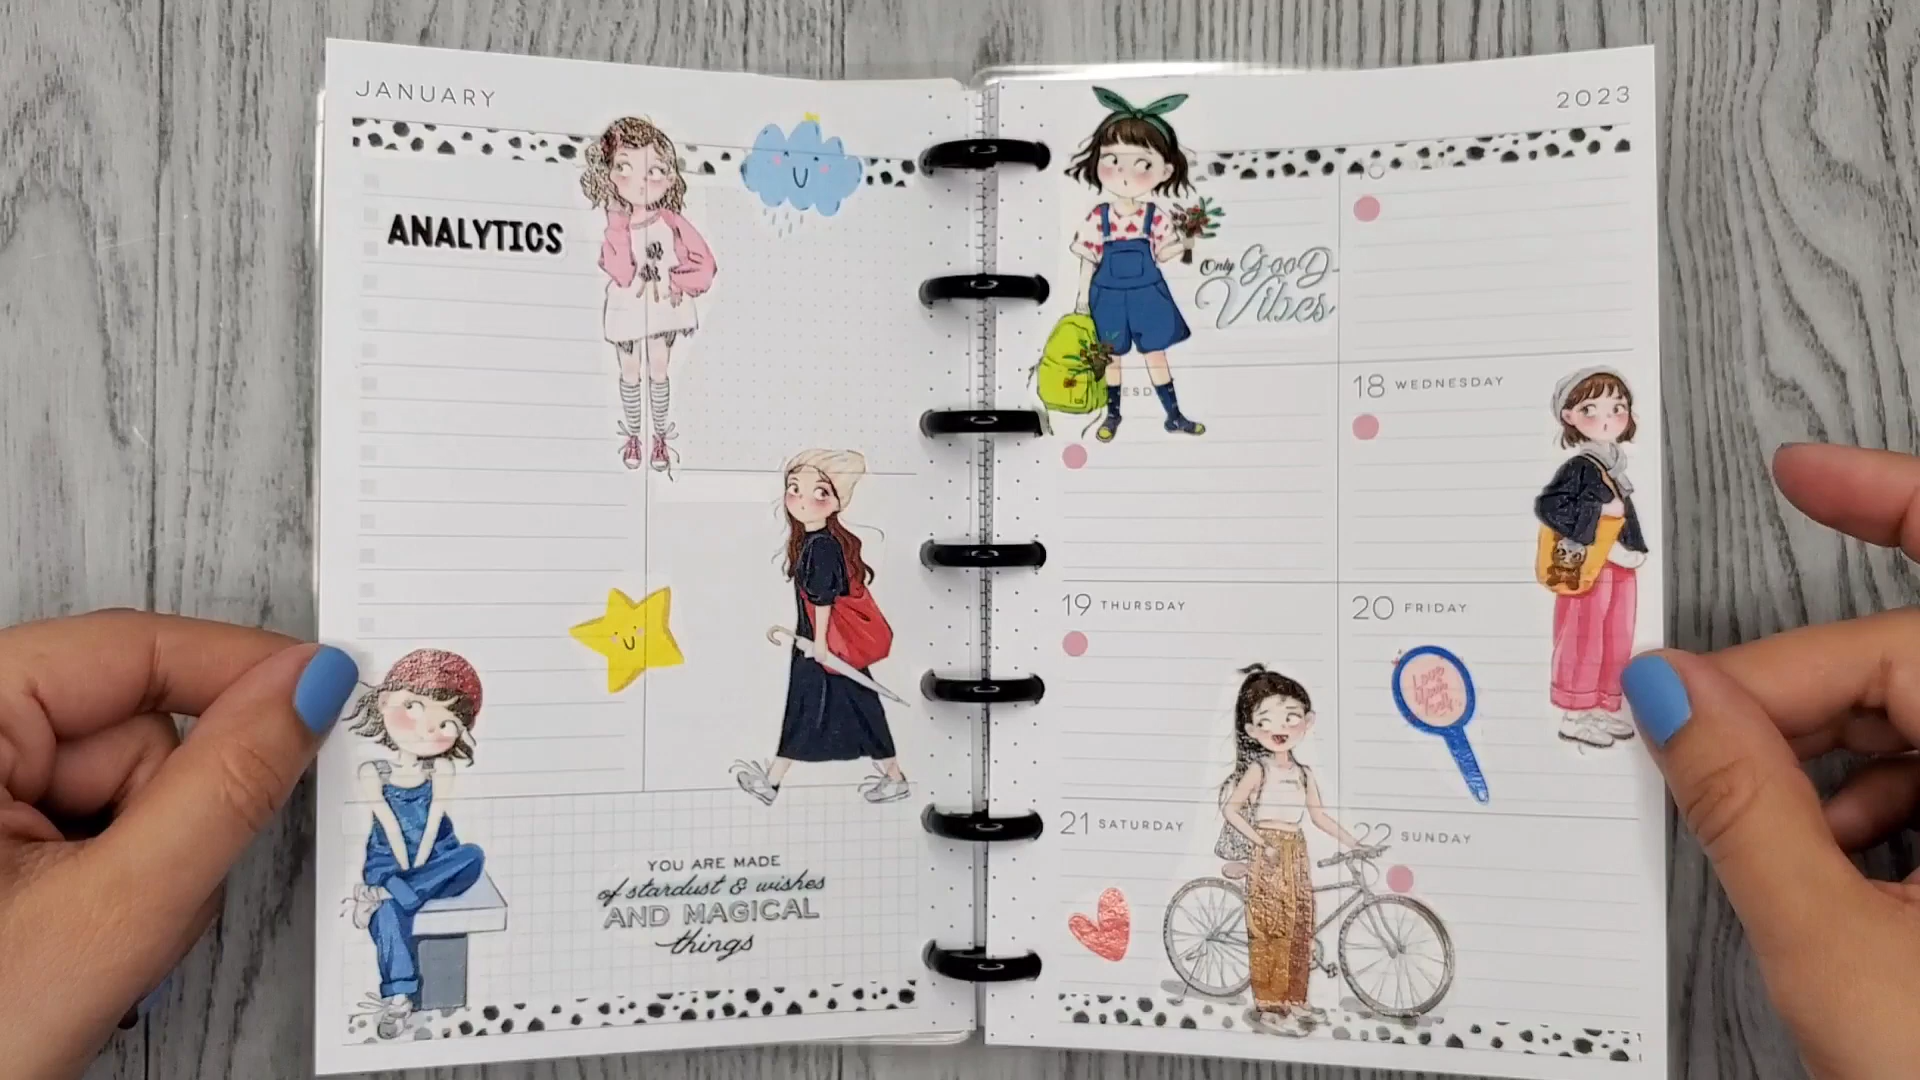 JANUARY
ANALYTICS
YOU ARE MADE
of stardust & wishes
AND MAGICAL
things
2023
Only GOOD
Vibes
18 WEDNESDAY
19 THURSDAY
20 FRIDAY
21 SATURDAY
22 SUNDAY